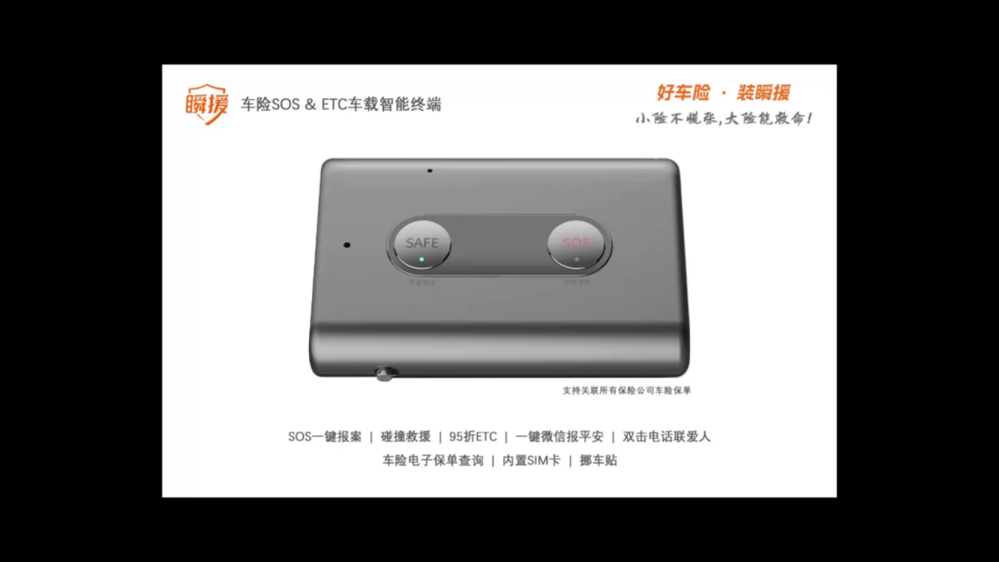 瞬援 车险SOS & ETC车载智能终端
好车险 · 装瞬援
小险不慌张,大险能救命!
SAFE SOS
支持关联所有保险公司车险保单
SOS一键报案 | 碰撞救援 | 95折ETC | 一键微信报平安 | 双击电话联爱人
车险电子保单查询 | 内置SIM卡 | 挪车贴